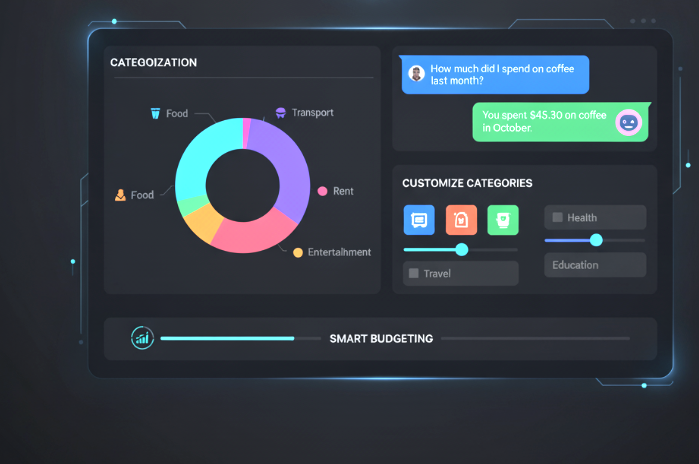 CATEGOIZATION
Food
Transport
Food
Rent
Entertahment
How much did I spend on coffee
last month?
You spent $45.30 on coffee
in October.
CUSTOMIZE CATEGORIES
Health
Travel
Education
SMART BUDGETING